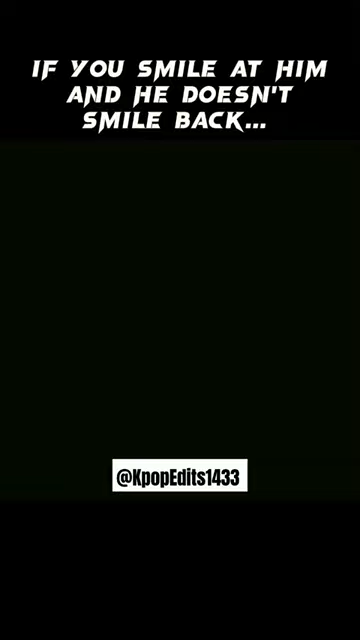 IF YOU SMILE AT HIM
AND HE DOESN'T
SMILE BACK...
@KpopEdits1433